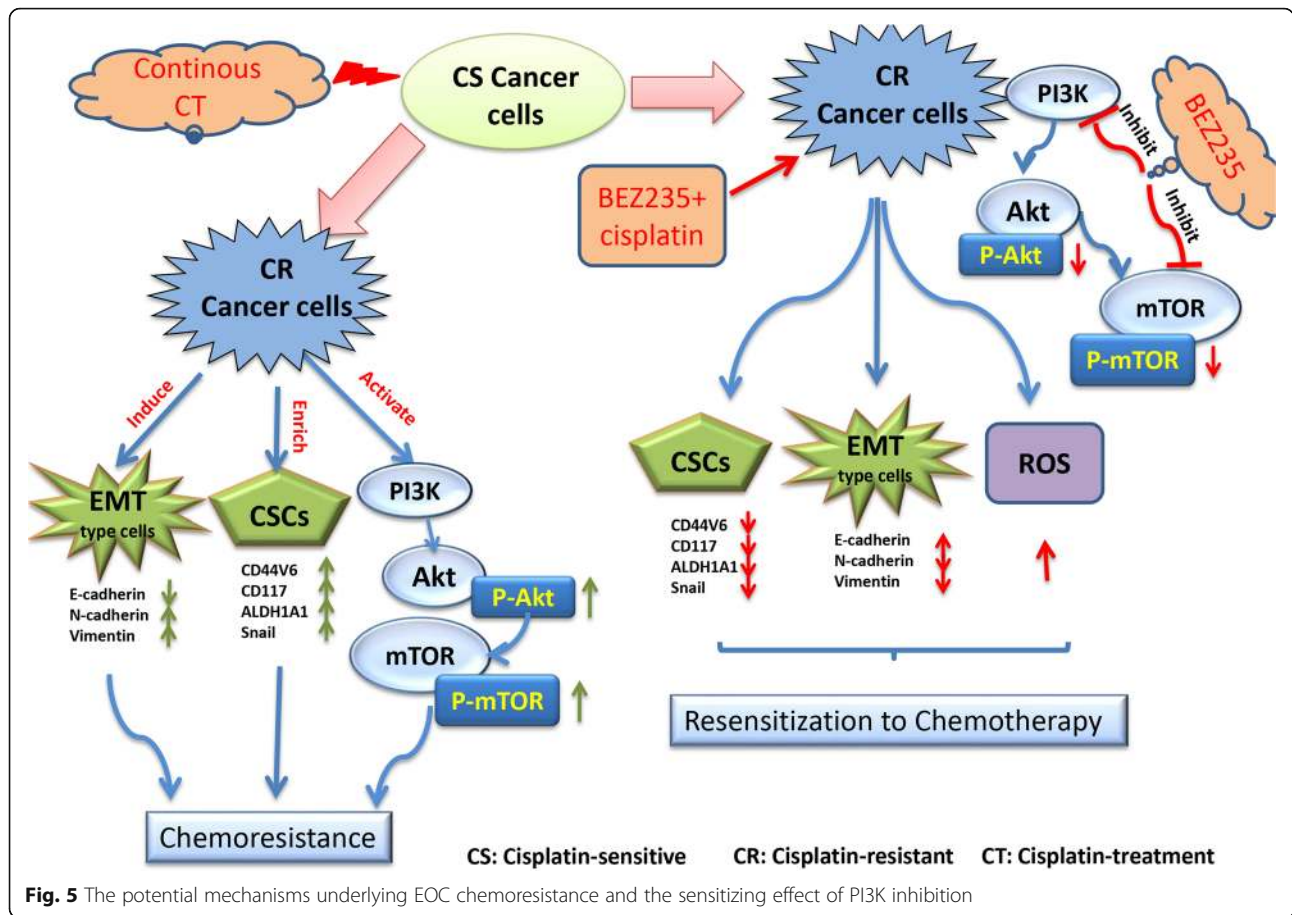 Continous
CT
CS Cancer
cells
CR
Cancer cells
PI3K
Inhibit
BEZ235
Inhibit
BEZ235+
cisplatin
Akt
P-Akt
mTOR
P-mTOR
CR
Cancer cells
Induce
Enrich
Activate
EMT
type cells
E-cadherin
N-cadherin
Vimentin
CSCs
CD44V6
CD117
ALDH1A1
Snail
PI3K
Akt
P-Akt
mTOR
P-mTOR
Chemoresistance
CSCs
CD44V6
CD117
ALDH1A1
Snail
EMT
type cells
E-cadherin
N-cadherin
Vimentin
ROS
Resensitization to Chemotherapy
CS: Cisplatin-sensitive CR: Cisplatin-resistant CT: Cisplatin-treatment
Fig. 5 The potential mechanisms underlying EOC chemoresistance and the sensitizing effect of PI3K inhibition